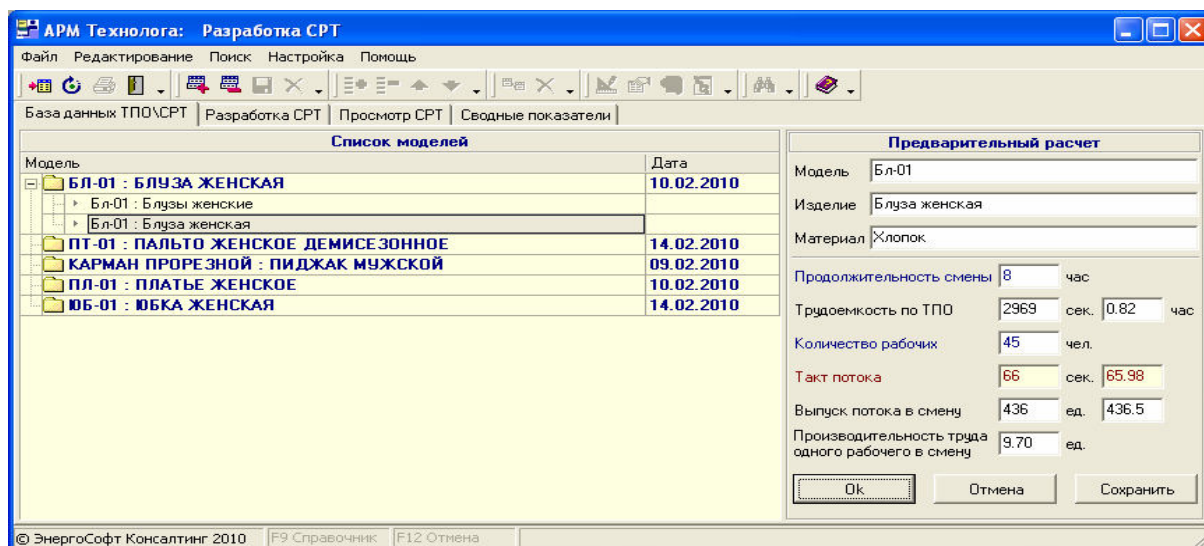 АРМ Технолога: Разработка СРТ
Файл Редактирование Поиск Настройка Помощь
База данных ТПО\СРТ Разработка СРТ Просмотр СРТ Сводные показатели
Список моделей
Модель Дата
БЛ-01 : БЛУЗА ЖЕНСКАЯ 10.02.2010
Бл-01 : Блузы женские
Бл-01 : Блуза женская
ПТ-01 : ПАЛЬТО ЖЕНСКОЕ ДЕМИСЕЗОННОЕ 14.02.2010
КАРМАН ПРОРЕЗНОЙ : ПИДЖАК МУЖСКОЙ 09.02.2010
ПЛ-01 : ПЛАТЬЕ ЖЕНСКОЕ 10.02.2010
ЮБ-01 : ЮБКА ЖЕНСКАЯ 14.02.2010
Предварительный расчет
Модель Бл-01
Изделие Блуза женская
Материал Хлопок
Продолжительность смены 8 час
Трудоемкость по ТПО 2969 сек. 0.82 час
Количество рабочих 45 чел.
Такт потока 66 сек. 65.98
Выпуск потока в смену 436 ед. 436.5
Производительность труда
одного рабочего в смену 9.70 ед.
Ok Отмена Сохранить
© ЭнергоСофт Консалтинг 2010 F9 Справочник F12 Отмена